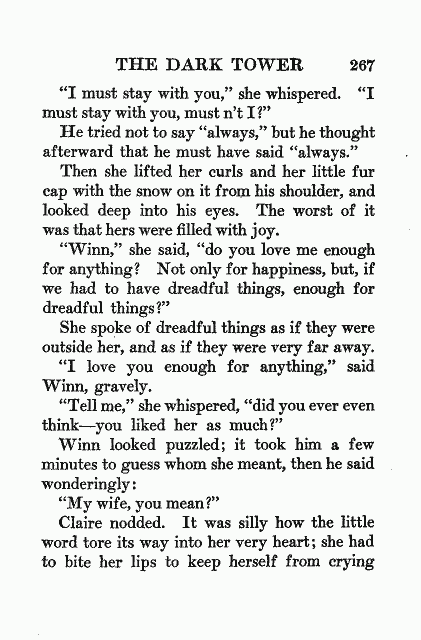 THE DARK TOWER 267
“I must stay with you,” she whispered. “I
must stay with you, must n't I?”
He tried not to say “always,” but he thought
afterward that he must have said “always.”
Then she lifted her curls and her little fur
cap with the snow on it from his shoulder, and
looked deep into his eyes. The worst of it
was that hers were filled with joy.
“Winn,” she said, “do you love me enough
for anything? Not only for happiness, but, if
we had to have dreadful things, enough for
dreadful things?”
She spoke of dreadful things as if they were
outside her, and as if they were very far away.
“I love you enough for anything,” said
Winn, gravely.
“Tell me,” she whispered, “did you ever even
think—you liked her as much?”
Winn looked puzzled; it took him a few
minutes to guess whom she meant, then he said
wonderingly:
“My wife, you mean?”
Claire nodded. It was silly how the little
word tore its way into her very heart; she had
to bite her lips to keep herself from crying